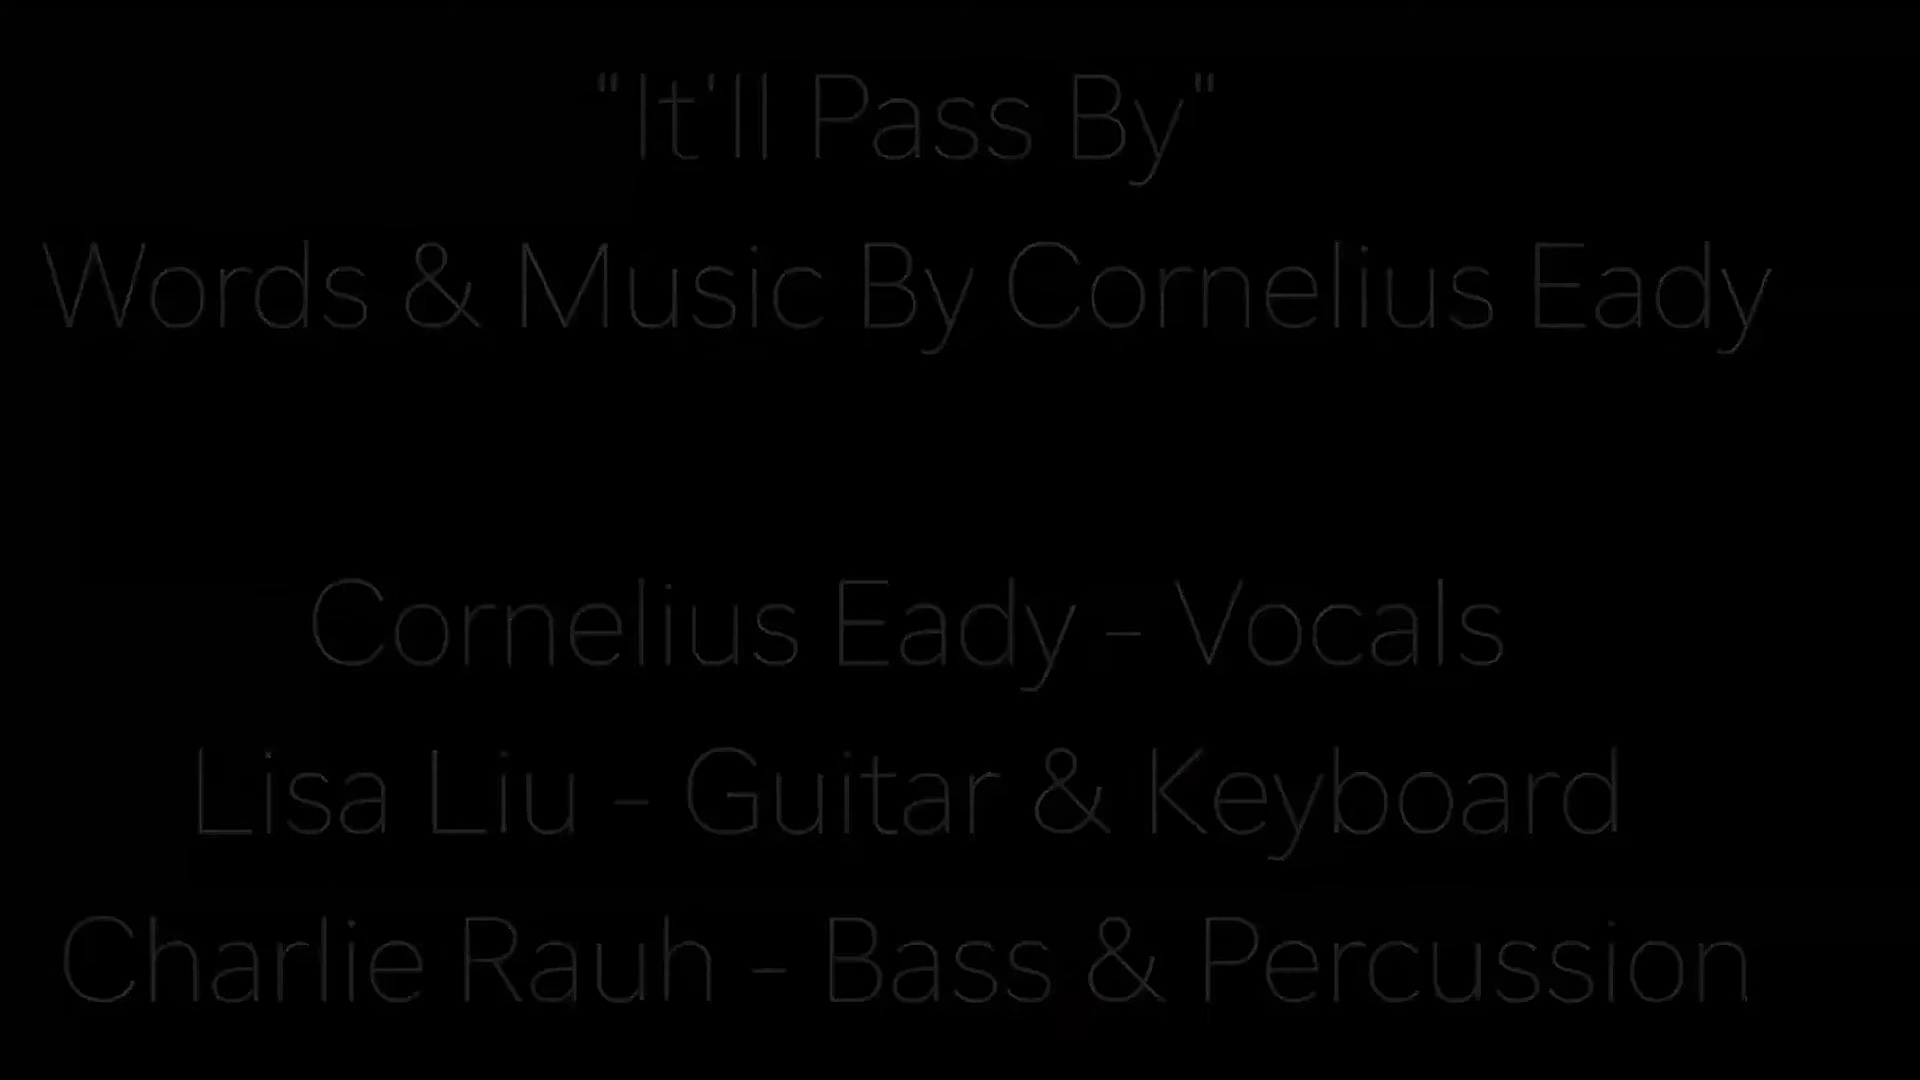 "It'll Pass By"
Words & Music By Cornelius Eady
Cornelius Eady - Vocals
Lisa Liu - Guitar & Keyboard
Charlie Rauh - Bass & Percussion